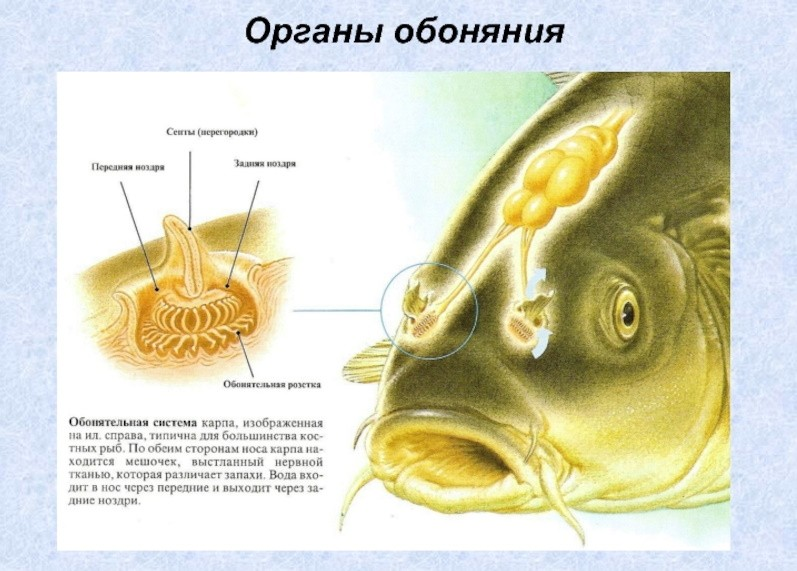 Органы обоняния
Септы (перегородки)
Передняя ноздря
Задняя ноздря
Обонятельная розетка
Обонятельная система карпа, изображенная
на ил. справа, типична для большинства кос-
тных рыб. По обеим сторонам носа карпа на-
ходится мешочек, выстланный нервной
тканью, которая различает запахи. Вода вхо-
дит в нос через передние и выходит через за-
дние ноздри.